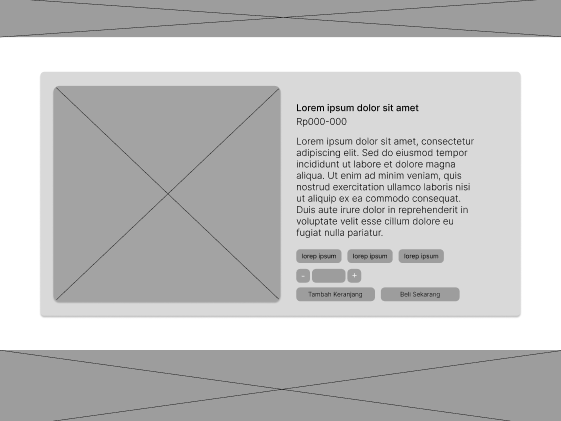 Lorem ipsum dolor sit amet
Rp000-000
Lorem ipsum dolor sit amet, consectetur
adipiscing elit. Sed do eiusmod tempor
incididunt ut labore et dolore magna
aliqua. Ut enim ad minim veniam, quis
nostrud exercitation ullamco laboris nisi
ut aliquip ex ea commodo consequat.
Duis aute irure dolor in reprehenderit in
voluptate velit esse cillum dolore eu
fugiat nulla pariatur.
lorep ipsum lorep ipsum lorep ipsum
- +
Tambah Keranjang Beli Sekarang